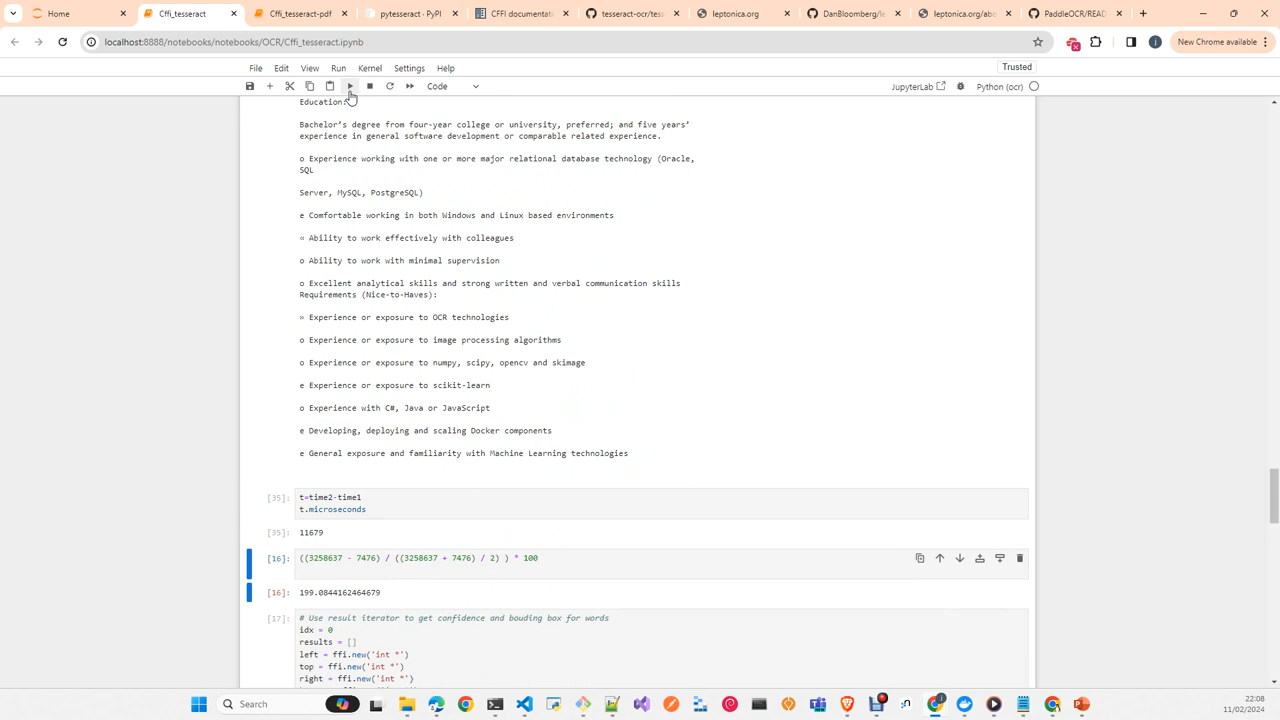 Home
Cffi_tesseract
Cffi_tesseract-pdf
pytesseract - PyPI
CFFI documentation
tesseract-ocr/tess
leptonica.org
DanBloomberg/le
leptonica.org/abo
PaddleOCR/READ
localhost:8888/notebooks/notebooks/OCR/Cffi_tesseract.ipynb
New Chrome available
File Edit View Run Kernel Settings Help
Trusted
Code
JupyterLab
Python (ocr)
Education:
Bachelor’s degree from four-year college or university, preferred; and five years’
experience in general software development or comparable related experience.
o Experience working with one or more major relational database technology (Oracle,
SQL
Server, MySQL, PostgreSQL)
e Comfortable working in both Windows and Linux based environments
« Ability to work effectively with colleagues
o Ability to work with minimal supervision
o Excellent analytical skills and strong written and verbal communication skills
Requirements (Nice-to-Haves):
» Experience or exposure to OCR technologies
o Experience or exposure to image processing algorithms
o Experience or exposure to numpy, scipy, opencv and skimage
e Experience or exposure to scikit-learn
o Experience with C#, Java or JavaScript
e Developing, deploying and scaling Docker components
e General exposure and familiarity with Machine Learning technologies
[35]: t=time2-time1
t.microseconds
[35]: 11679
[16]: ((3258637 - 7476) / ((3258637 + 7476) / 2) ) * 100
[16]: 199.0844162464679
[17]: # Use result iterator to get confidence and bouding box for words
idx = 0
results = []
left = ffi.new('int *')
top = ffi.new('int *')
right = ffi.new('int *')
Search
22:08
11/02/2024